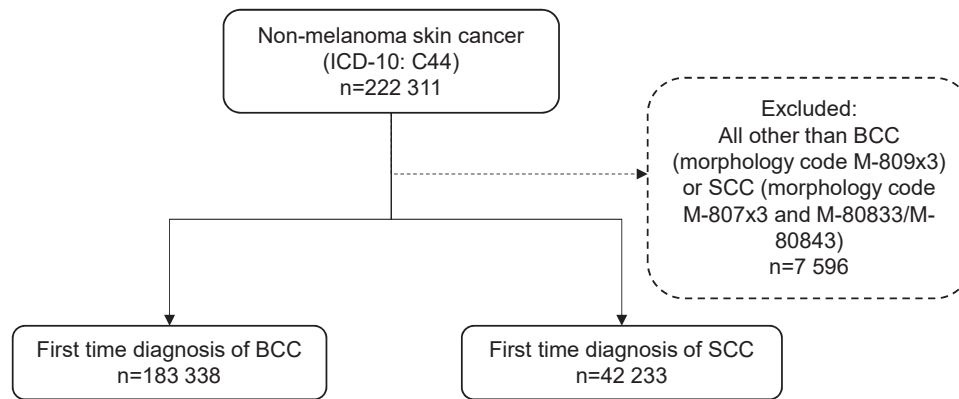 Non-melanoma skin cancer
(ICD-10: C44)
n=222 311
Excluded:
All other than BCC
(morphology code M-809x3)
or SCC (morphology code
M-807x3 and M-80833/M-
80843)
n=7 596
First time diagnosis of BCC
n=183 338
First time diagnosis of SCC
n=42 233